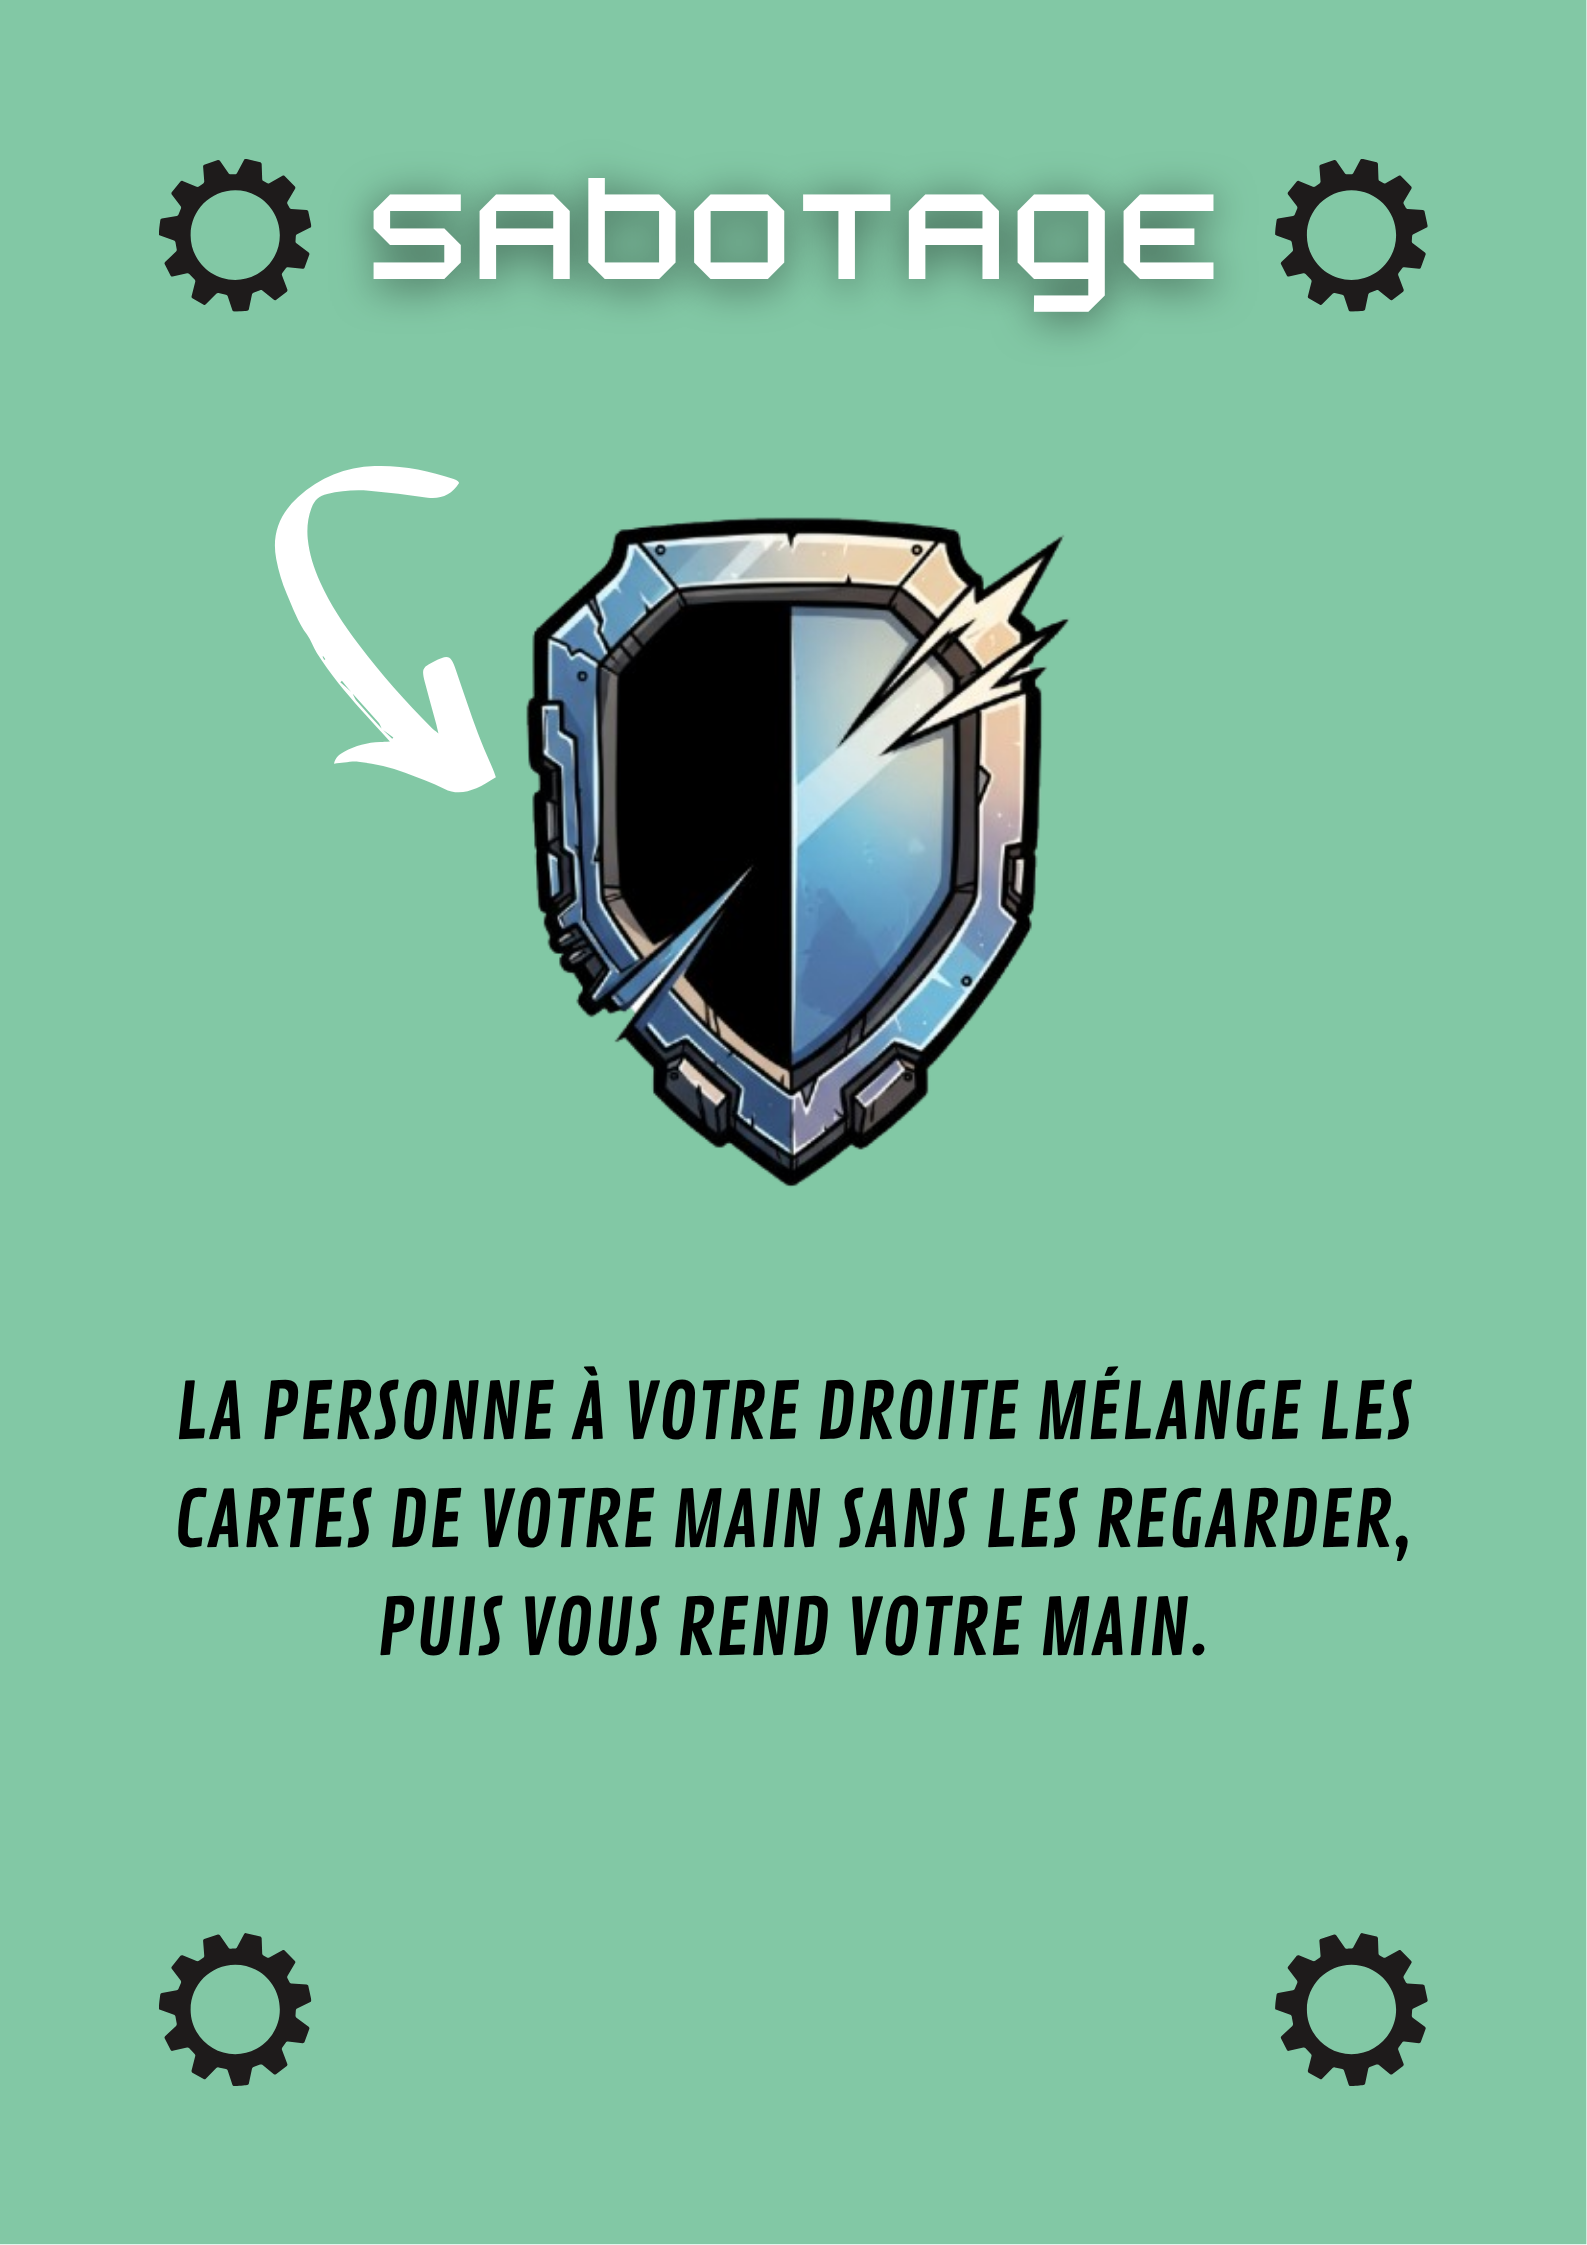 sabotage
LA PERSONNE À VOTRE DROITE MÉLANGE LES
CARTES DE VOTRE MAIN SANS LES REGARDER,
PUIS VOUS REND VOTRE MAIN.